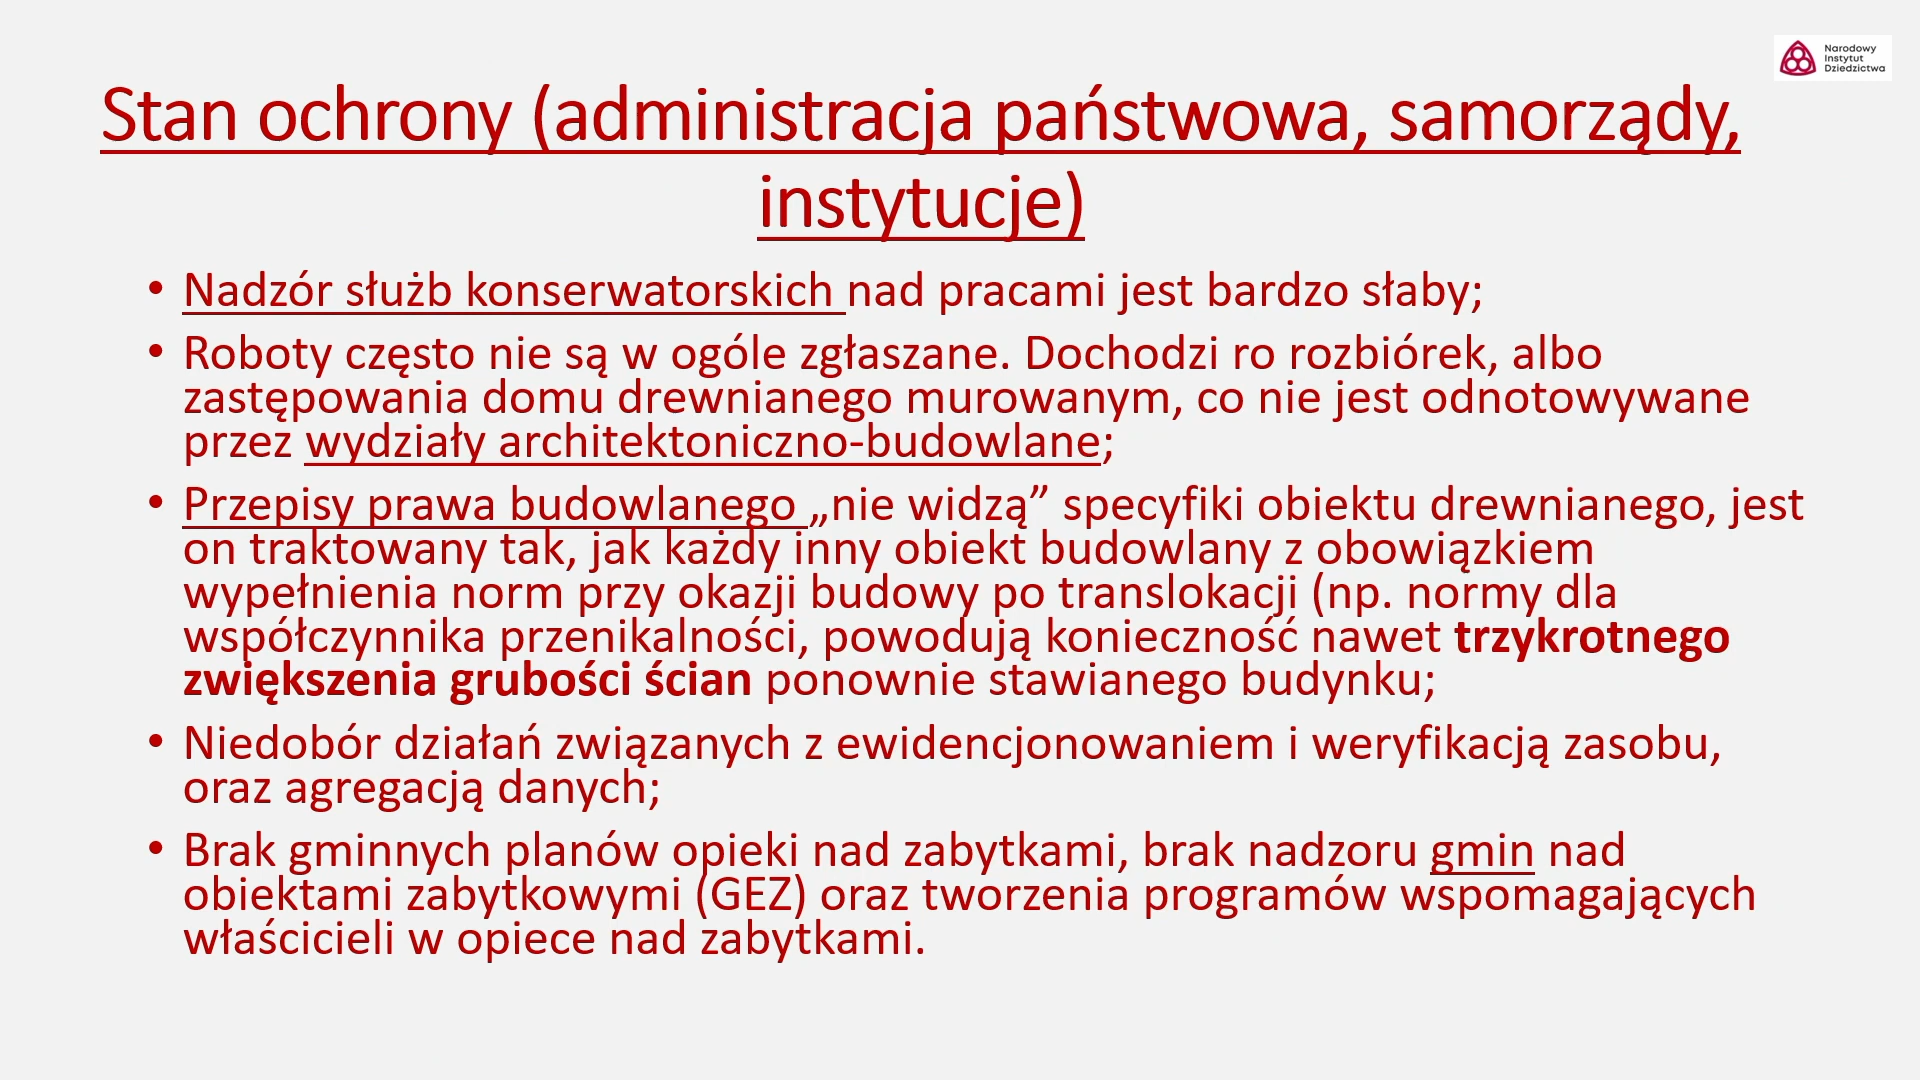 Narodowy
Instytut
Dziedzictwa
Stan ochrony (administracja państwowa, samorządy,
instytucje)
• Nadzór służb konserwatorskich nad pracami jest bardzo słaby;
• Roboty często nie są w ogóle zgłaszane. Dochodzi ro rozbiórek, albo
zastępowania domu drewnianego murowanym, co nie jest odnotowywane
przez wydziały architektoniczno-budowlane;
• Przepisy prawa budowlanego „nie widzą” specyfiki obiektu drewnianego, jest
on traktowany tak, jak każdy inny obiekt budowlany z obowiązkiem
wypełnienia norm przy okazji budowy po translokacji (np. normy dla
współczynnika przenikalności, powodują konieczność nawet trzykrotnego
zwiększenia grubości ścian ponownie stawianego budynku;
• Niedobór działań związanych z ewidencjonowaniem i weryfikacją zasobu,
oraz agregacją danych;
• Brak gminnych planów opieki nad zabytkami, brak nadzoru gmin nad
obiektami zabytkowymi (GEZ) oraz tworzenia programów wspomagających
właścicieli w opiece nad zabytkami.